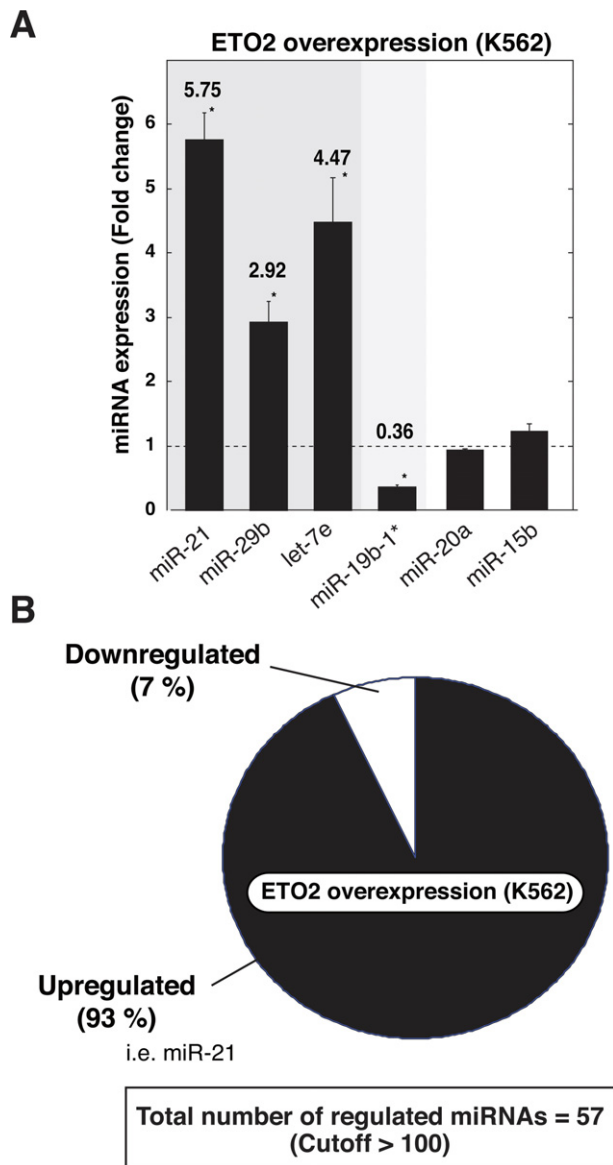 A
ETO2 overexpression (K562)
miRNA expression (Fold change)
6
5
4
3
2
1
0
5.75
*
2.92
*
4.47
*
0.36
*
miR-21
miR-29b
let-7e
miR-19b-1*
miR-20a
miR-15b
B
Downregulated
(7 %)
ETO2 overexpression (K562)
Upregulated
(93 %)
i.e. miR-21
Total number of regulated miRNAs = 57
(Cutoff > 100)